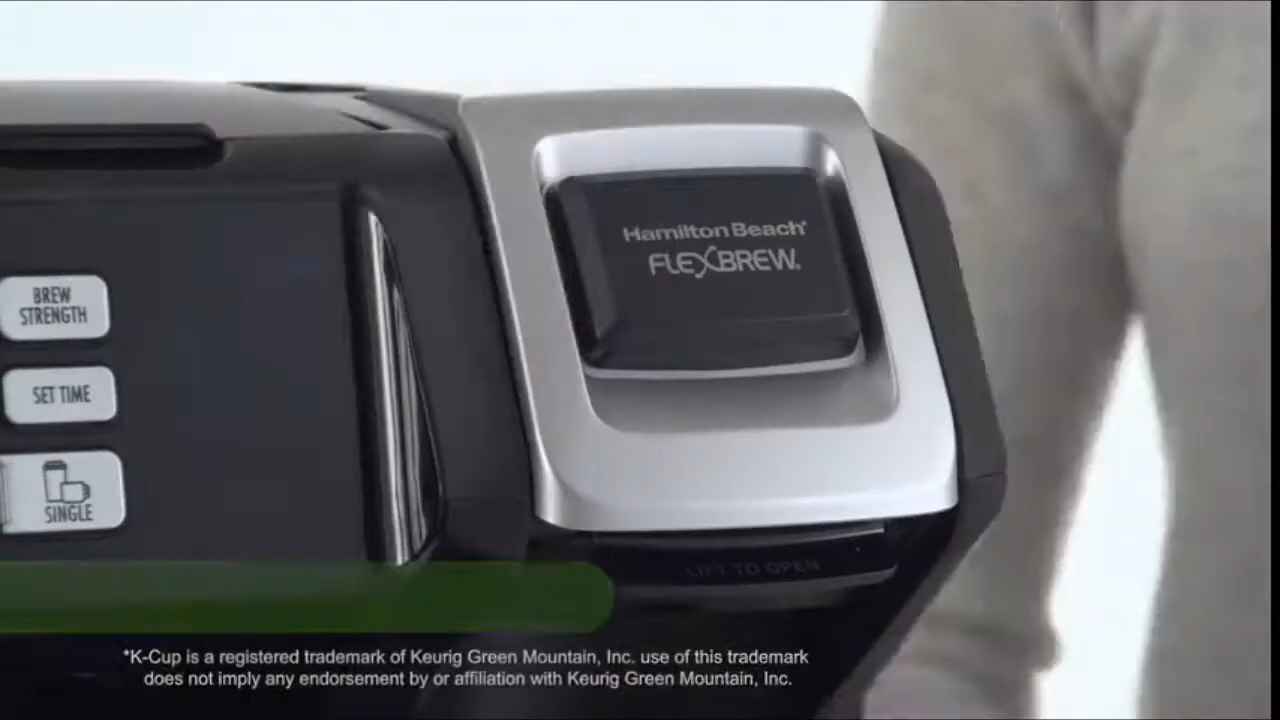 Hamilton Beach®
FLEXBREW®
BREW
STRENGTH
SET TIME
SINGLE
LIFT TO OPEN
*K-Cup is a registered trademark of Keurig Green Mountain, Inc. use of this trademark
does not imply any endorsement by or affiliation with Keurig Green Mountain, Inc.